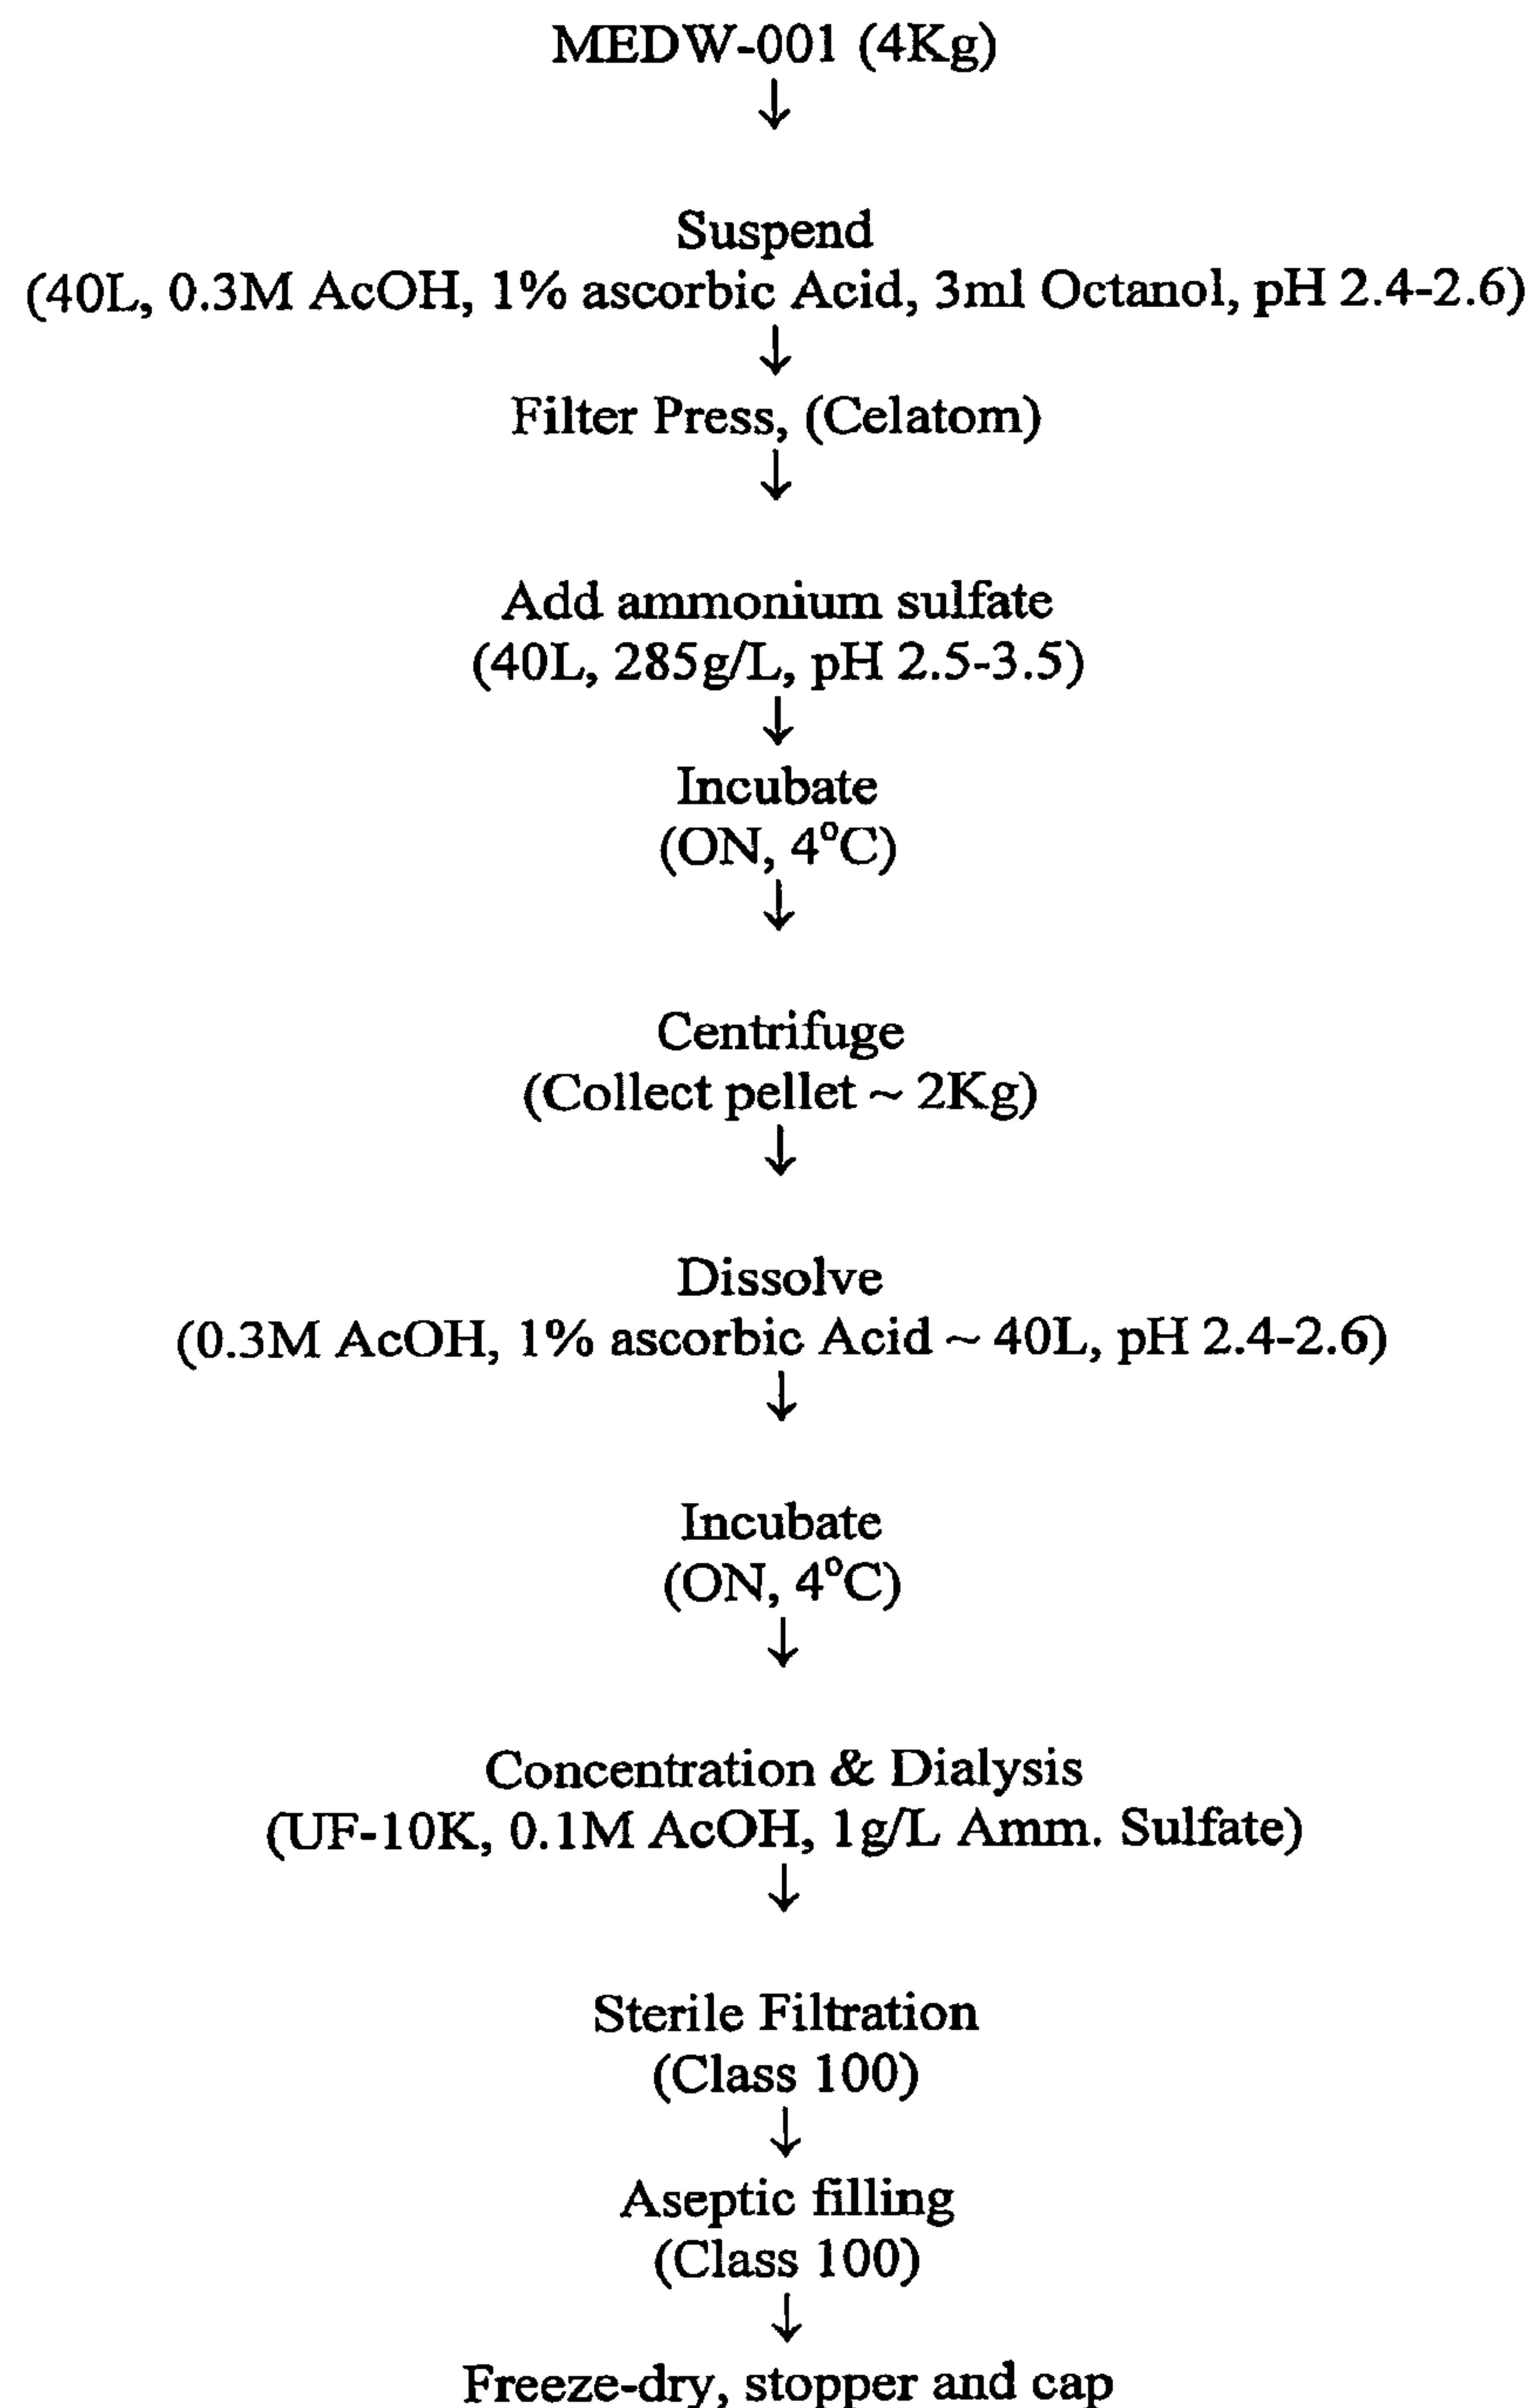 MEDW-001 (4Kg)
↓
Suspend
(40L, 0.3M AcOH, 1% ascorbic Acid, 3ml Octanol, pH 2.4-2.6)
↓
Filter Press, (Celatom)
↓
Add ammonium sulfate
(40L, 285g/L, pH 2.5-3.5)
↓
Incubate
(ON, 4°C)
↓
Centrifuge
(Collect pellet ~ 2Kg)
↓
Dissolve
(0.3M AcOH, 1% ascorbic Acid ~ 40L, pH 2.4-2.6)
↓
Incubate
(ON, 4°C)
↓
Concentration & Dialysis
(UF-10K, 0.1M AcOH, 1g/L Amm. Sulfate)
↓
Sterile Filtration
(Class 100)
↓
Aseptic filling
(Class 100)
↓
Freeze-dry, stopper and cap